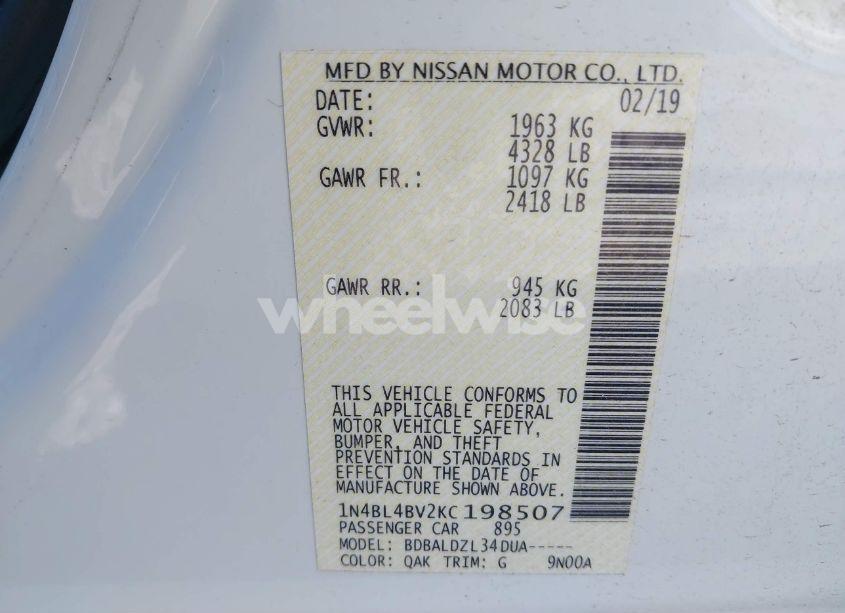 MFD BY NISSAN MOTOR CO., LTD.
DATE: 02/19
GVWR: 1963 KG
4328 LB
GAWR FR.: 1097 KG
2418 LB
GAWR RR.: 945 KG
2083 LB
wheelwise
THIS VEHICLE CONFORMS TO
ALL APPLICABLE FEDERAL
MOTOR VEHICLE SAFETY,
BUMPER, AND THEFT
PREVENTION STANDARDS IN
EFFECT ON THE DATE OF
MANUFACTURE SHOWN ABOVE.
1N4BL4BV2KC198507
PASSENGER CAR 895
MODEL: BDBALDZL34DUA-----
COLOR: QAK TRIM: G 9N00A